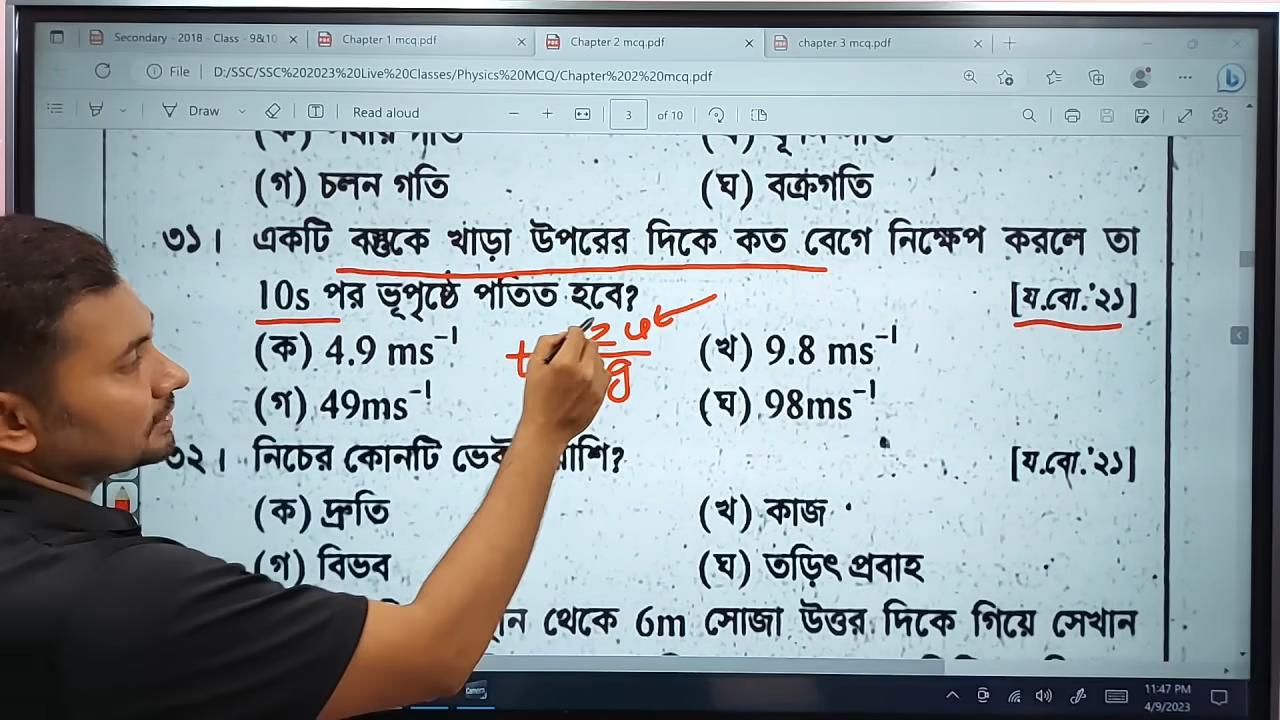 Secondary - 2018 - Class - 9&10
Chapter 1 mcq.pdf
Chapter 2 mcq.pdf
chapter 3 mcq.pdf
File
D:/SSC/SSC%202023%20Live%20Classes/Physics%20MCQ/Chapter%202%20mcq.pdf
Draw
Read aloud
3 of 10
(গ) চলন গতি (ঘ) বক্রগতি
৩১। একটি বস্তুকে খাড়া উপরের দিকে কত বেগে নিক্ষেপ করলে তা
10s পর ভূপৃষ্ঠে পতিত হবে? [য.বো.'২১]
2u
t g
(ক) 4.9 ms⁻¹ (খ) 9.8 ms⁻¹
(গ) 49ms⁻¹ (ঘ) 98ms⁻¹
৩২। নিচের কোনটি রাশি? [য.বো.'২১]
(ক) দ্রুতি (খ) কাজ
(গ) বিভব (ঘ) তড়িৎ প্রবাহ
থেকে 6m সোজা উত্তর দিকে গিয়ে সেখান
11:47 PM
4/9/2023